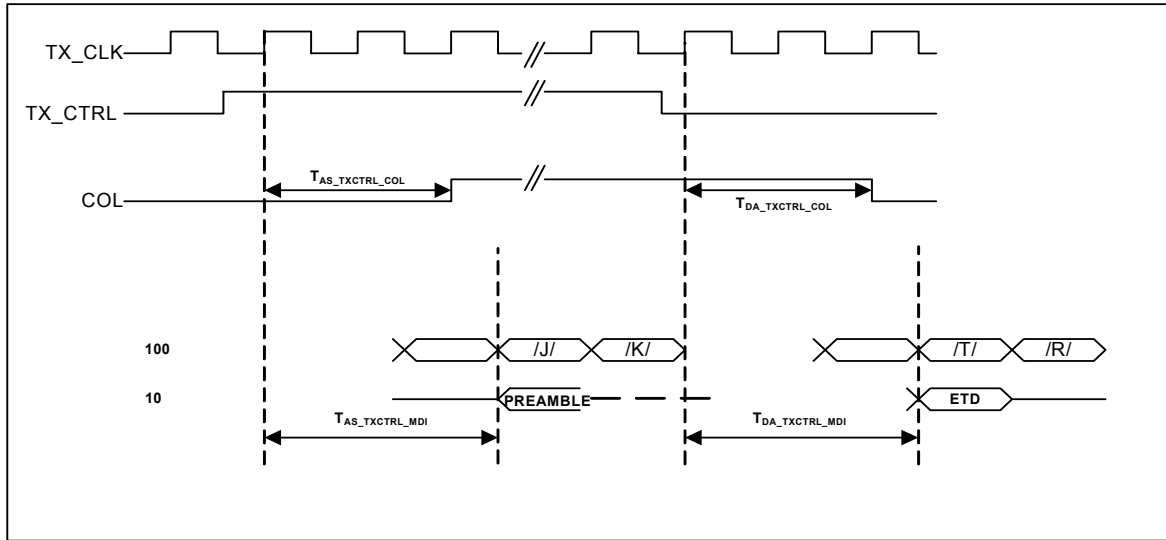 TX_CLK
TX_CTRL
TAS_TXCTRL_COL
COL
TDA_TXCTRL_COL
100 /J/ /K/ /T/ /R/
10 PREAMBLE ETD
TAS_TXCTRL_MDI TDA_TXCTRL_MDI